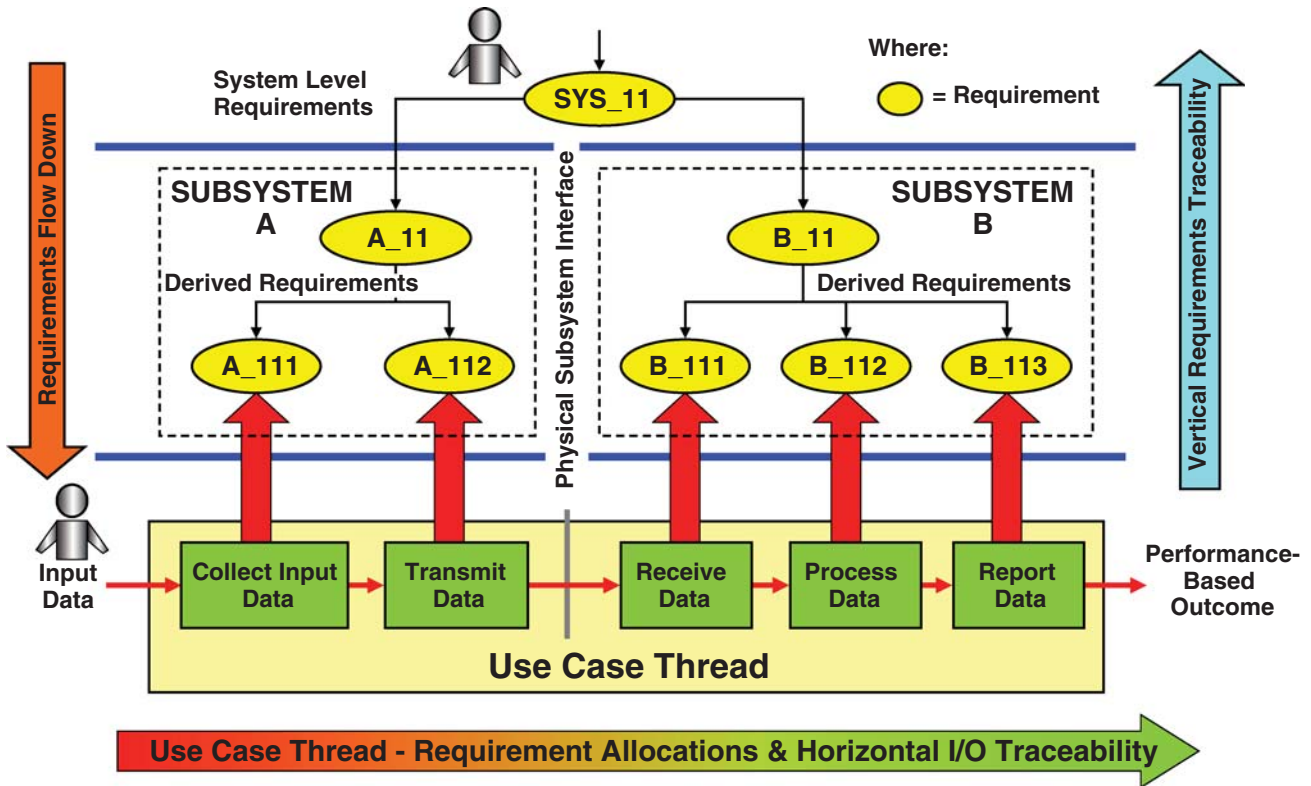 Where:
System Level
Requirements
SYS_11
= Requirement
Requirements Flow Down
Vertical Requirements Traceability
Physical Subsystem Interface
SUBSYSTEM
A
SUBSYSTEM
B
A_11
B_11
Derived Requirements
Derived Requirements
A_111
A_112
B_111
B_112
B_113
Input
Data
Collect Input
Data
Transmit
Data
Receive
Data
Process
Data
Report
Data
Performance-
Based
Outcome
Use Case Thread
Use Case Thread - Requirement Allocations & Horizontal I/O Traceability